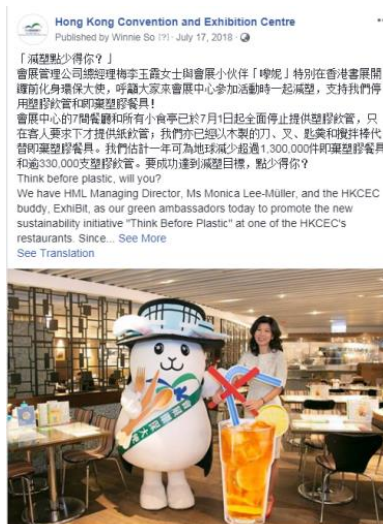 Hong Kong Convention and Exhibition Centre
Published by Winnie So [?] · July 17, 2018 ·
「減塑點少得你？」
會展管理公司總經理梅李玉霞女士與會展小伙伴「嚟妮」特別在香港書展開
鑼前化身環保大使，呼籲大家來會展中心參加活動時一起減塑，支持我們停
用塑膠飲管和即棄塑膠餐具！
會展中心的7間餐廳和所有小食亭已於7月1日起全面停止提供塑膠飲管，只
在客人要求下才提供紙飲管；我們亦已經以木製的刀、叉、匙羹和攪拌棒代
替即棄塑膠餐具。我們估計一年可為地球減少超過1,300,000件即棄塑膠餐具
和逾330,000支塑膠飲管。要成功達到減塑目標，點少得你？
Think before plastic, will you?
We have HML Managing Director, Ms Monica Lee-Müller, and the HKCEC
buddy, ExhiBit, as our green ambassadors today to promote the new
sustainability initiative "Think Before Plastic" at one of the HKCEC's
restaurants. Since... See More
See Translation